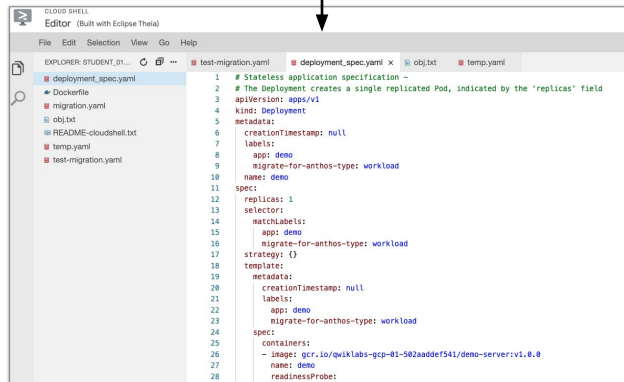 CLOUD SHELL
Editor (Built with Eclipse Theia)
File Edit Selection View Go Help
EXPLORER: STUDENT_01...
deployment_spec.yaml
Dockerfile
migration.yaml
obj.txt
README-cloudshell.txt
temp.yaml
test-migration.yaml
test-migration.yaml deployment_spec.yaml × obj.txt temp.yaml
1 # Stateless application specification –
2 # The Deployment creates a single replicated Pod, indicated by the 'replicas' field
3 apiVersion: apps/v1
4 kind: Deployment
5 metadata:
6 creationTimestamp: null
7 labels:
8 app: demo
9 migrate-for-anthos-type: workload
10 name: demo
11 spec:
12 replicas: 1
13 selector:
14 matchLabels:
15 app: demo
16 migrate-for-anthos-type: workload
17 strategy: {}
18 template:
19 metadata:
20 creationTimestamp: null
21 labels:
22 app: demo
23 migrate-for-anthos-type: workload
24 spec:
25 containers:
26 - image: gcr.io/qwiklabs-gcp-01-502aaddef541/demo-server:v1.0.0
27 name: demo
28 readinessProbe: